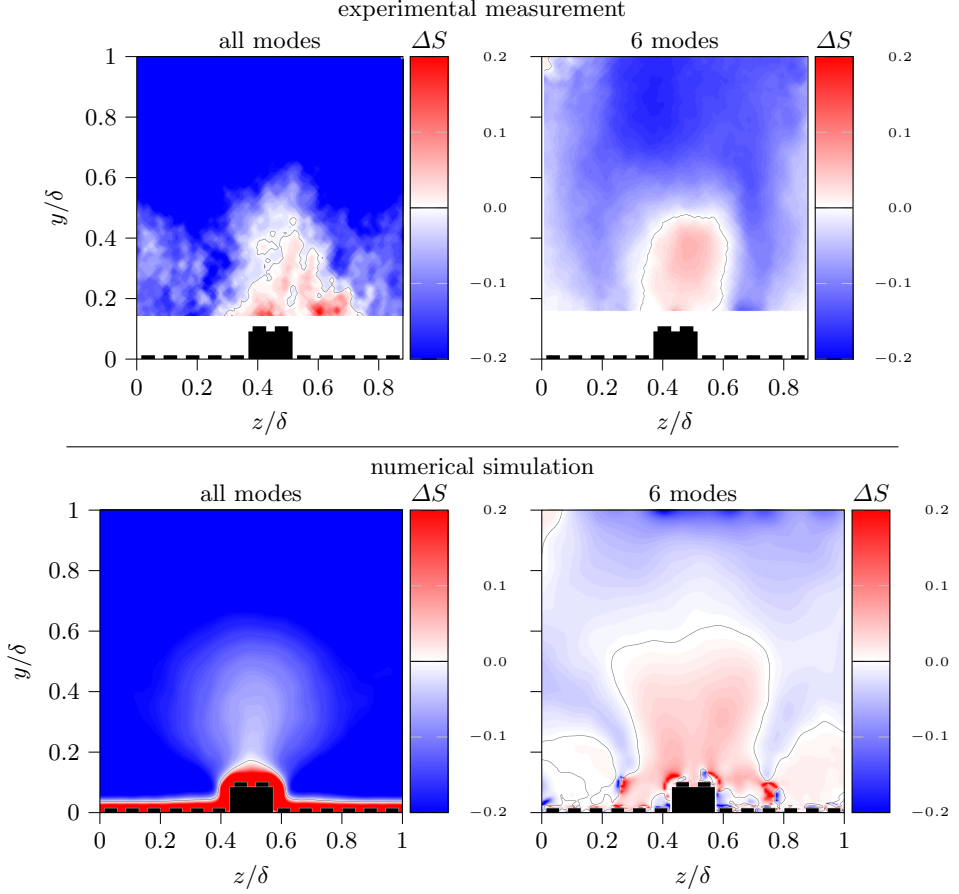 experimental measurement
all modes ΔS 6 modes ΔS
1 0.2 0.2
0.8 0.1 0.1
0.6
y/δ 0.0 0.0
0.4
−0.1 −0.1
0.2
0 −0.2 −0.2
0 0.2 0.4 0.6 0.8 0 0.2 0.4 0.6 0.8
z/δ z/δ
numerical simulation
all modes ΔS 6 modes ΔS
1 0.2 0.2
0.8 0.1 0.1
0.6
y/δ 0.0 0.0
0.4
−0.1 −0.1
0.2
0 −0.2 −0.2
0 0.2 0.4 0.6 0.8 1 0 0.2 0.4 0.6 0.8 1
z/δ z/δ